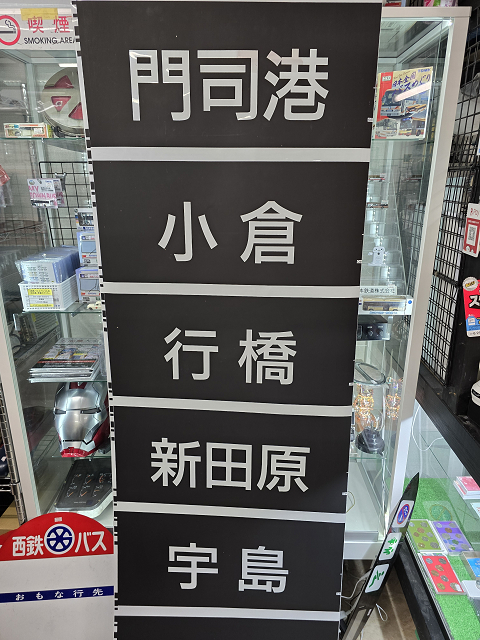 喫煙
SMOKING AREA
門司港
小倉
行橋
新田原
宇島
西鉄バス
おもな行先